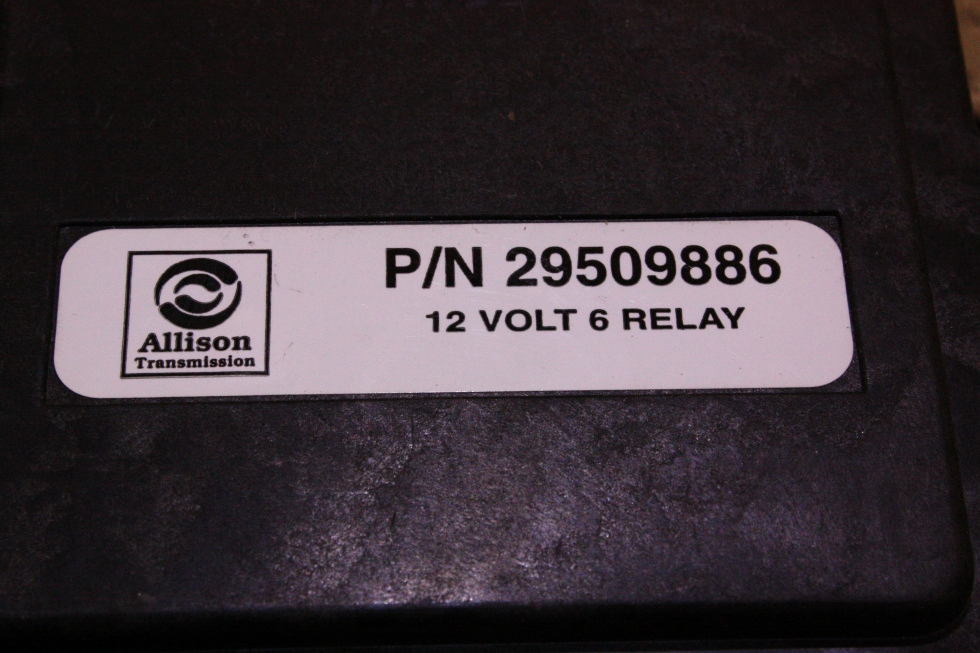 P/N 29509886
12 VOLT 6 RELAY
Allison
Transmission